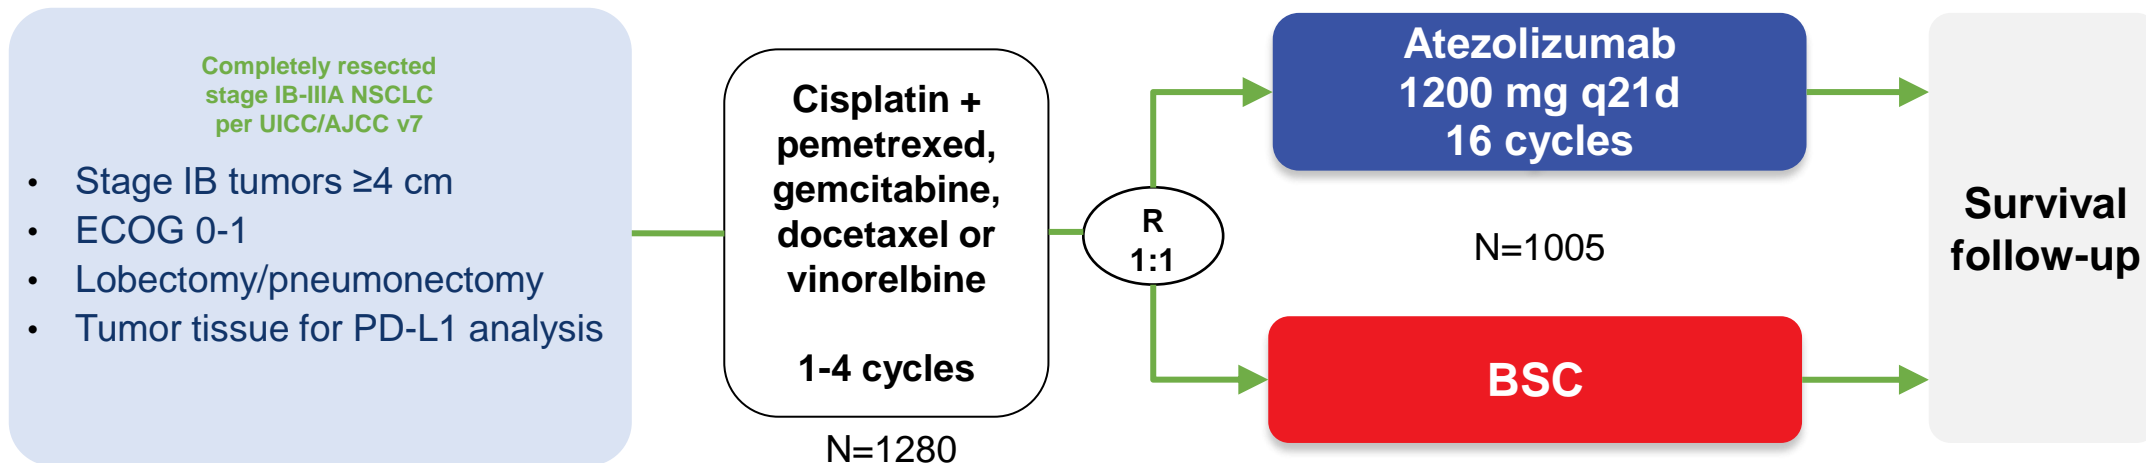 Completely resected
stage IB-IIIA NSCLC
per UICC/AJCC v7
• Stage IB tumors ≥4 cm
• ECOG 0-1
• Lobectomy/pneumonectomy
• Tumor tissue for PD-L1 analysis
Cisplatin +
pemetrexed,
gemcitabine,
docetaxel or
vinorelbine
1-4 cycles
N=1280
R
1:1
Atezolizumab
1200 mg q21d
16 cycles
N=1005
BSC
Survival
follow-up